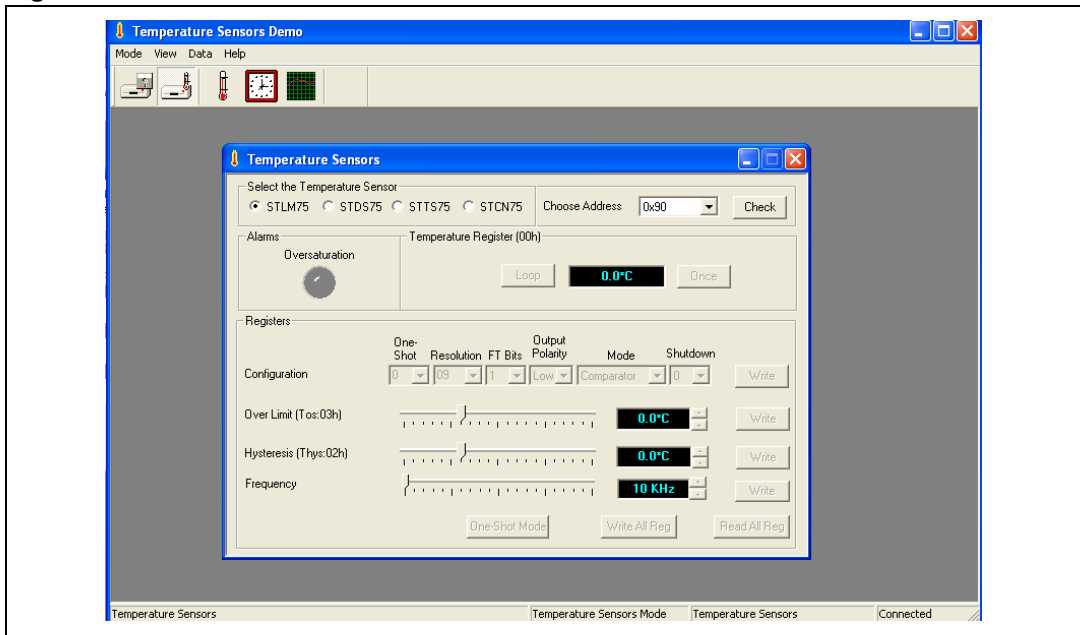 Temperature Sensors Demo
Mode View Data Help
Temperature Sensors
Select the Temperature Sensor
STLM75 STDS75 STTS75 STCN75 Choose Address 0x90 Check
Alarms Temperature Register (00h)
Oversaturation
Loop 0.0°C Once
Registers
One-Shot Resolution FT Bits Output Polarity Mode Shutdown
Configuration 0 09 1 Low Comparator 0 Write
Over Limit (Tos:03h) 0.0°C Write
Hysteresis (Thys:02h) 0.0°C Write
Frequency 10 KHz Write
One-Shot Mode Write All Reg Read All Reg
Temperature Sensors Temperature Sensors Mode Temperature Sensors Connected